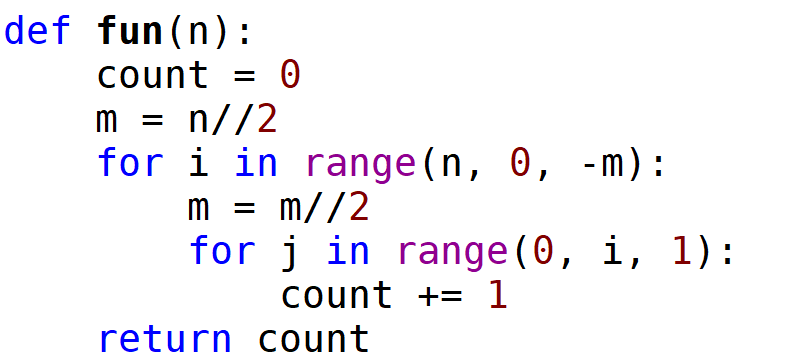 def fun(n):
    count = 0
    m = n//2
    for i in range(n, 0, -m):
        m = m//2
        for j in range(0, i, 1):
            count += 1
    return count